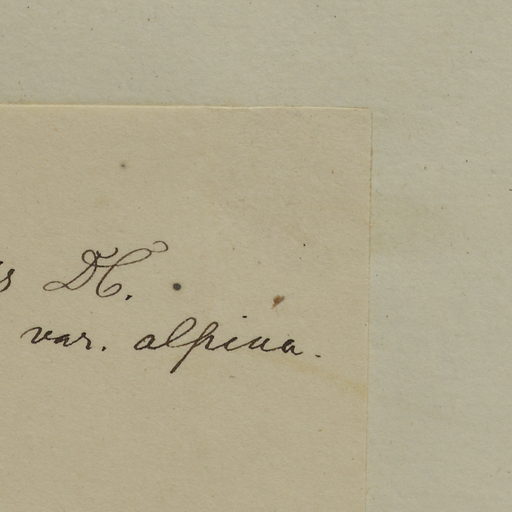 s DC.
var. alpina.